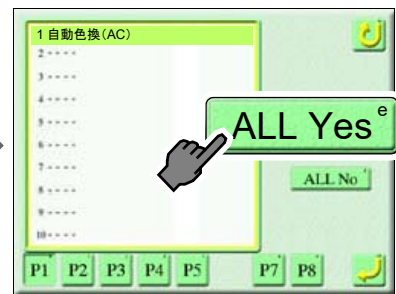 1 自動色換(AC)
2 ----
3 ----
4 ----
5 ----
6 ----
7 ----
8 ----
9 ----
10 ----
ALL Yes e
ALL No
P1 P2 P3 P4 P5 P7 P8